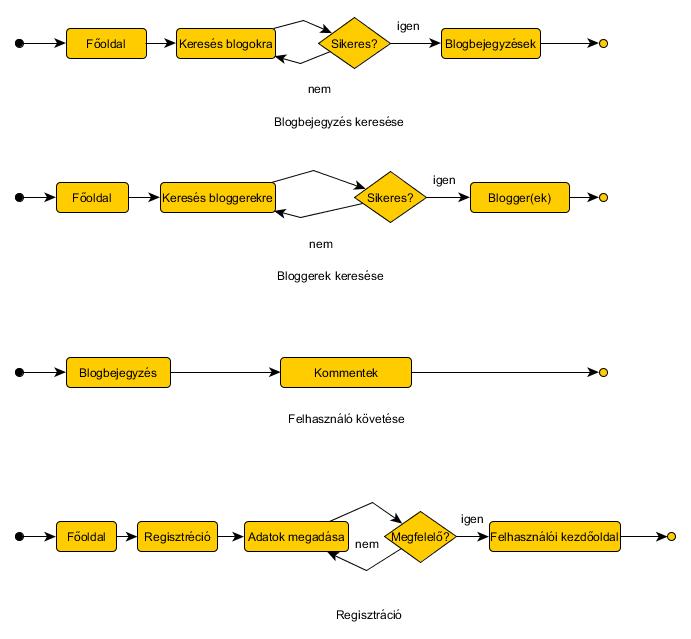 igen
Főoldal
Keresés blogokra
Sikeres?
Blogbejegyzések
nem
Blogbejegyzés keresése
igen
Főoldal
Keresés bloggerekre
Sikeres?
Blogger(ek)
nem
Bloggerek keresése
Blogbejegyzés
Kommentek
Felhasználó követése
igen
Főoldal
Regisztréció
Adatok megadása
nem
Megfelelő?
Felhasználói kezdőoldal
Regisztráció